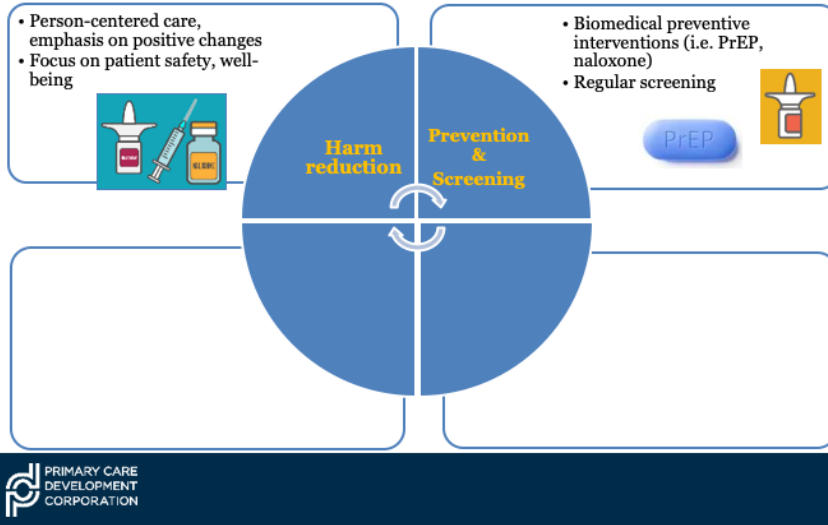 • Person-centered care,
emphasis on positive changes
• Focus on patient safety, well-
being
• Biomedical preventive
interventions (i.e. PrEP,
naloxone)
• Regular screening
PrEP
Harm
reduction
Prevention
&
Screening
PRIMARY CARE
DEVELOPMENT
CORPORATION